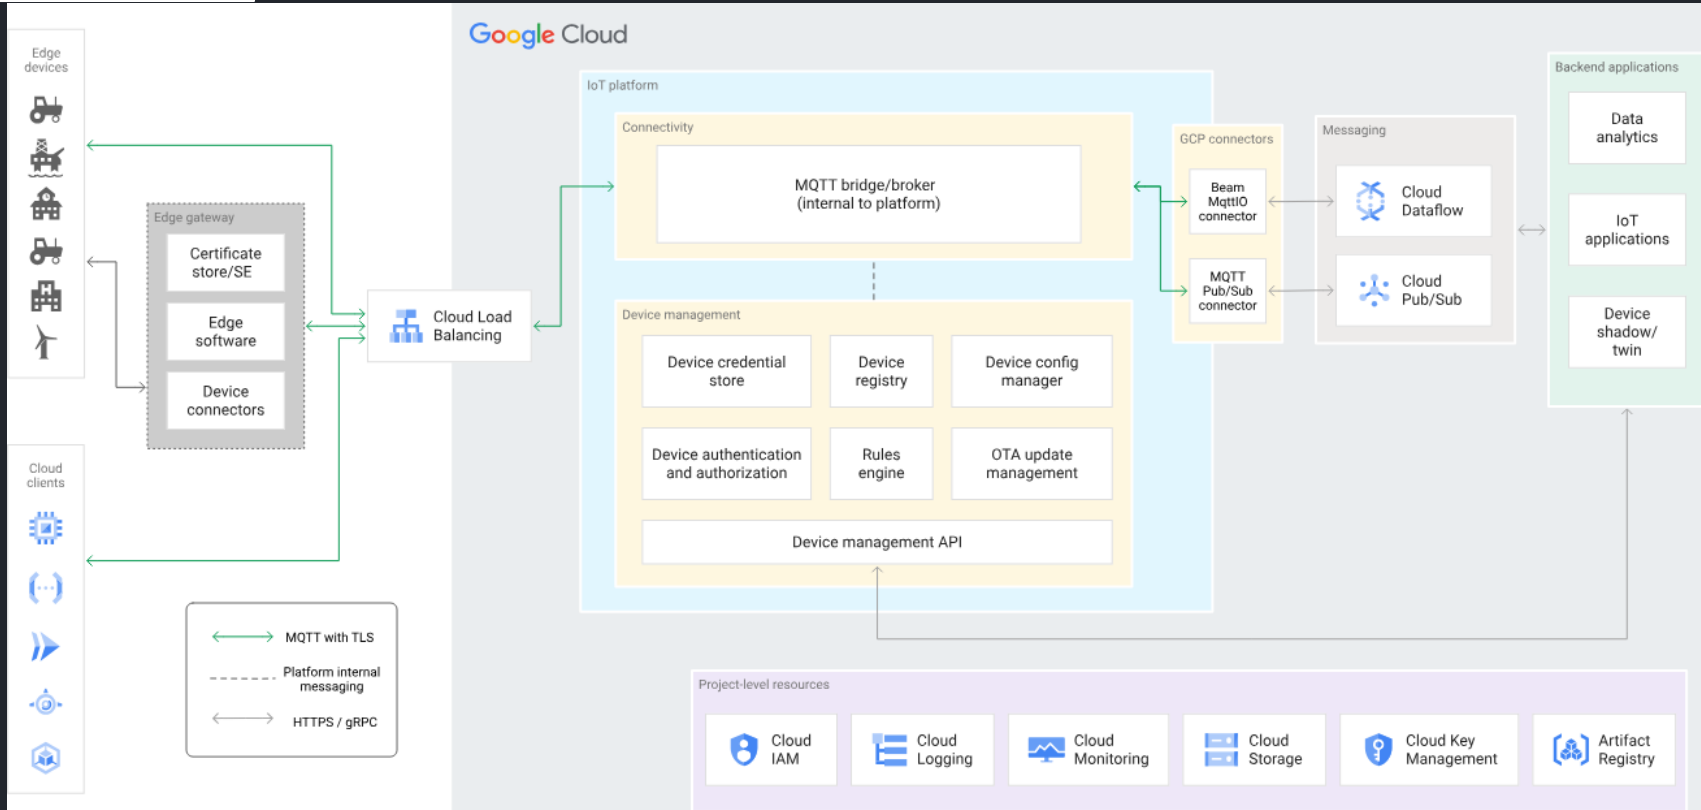 Google Cloud
Edge
devices
Edge gateway
Certificate
store/SE
Edge
software
Device
connectors
Cloud
clients
MQTT with TLS
Platform internal
messaging
HTTPS / gRPC
Cloud Load
Balancing
IoT platform
Connectivity
MQTT bridge/broker
(internal to platform)
Device management
Device credential
store
Device
registry
Device config
manager
Device authentication
and authorization
Rules
engine
OTA update
management
Device management API
GCP connectors
Beam
MqttIO
connector
MQTT
Pub/Sub
connector
Messaging
Cloud
Dataflow
Cloud
Pub/Sub
Backend applications
Data
analytics
IoT
applications
Device
shadow/
twin
Project-level resources
Cloud
IAM
Cloud
Logging
Cloud
Monitoring
Cloud
Storage
Cloud Key
Management
Artifact
Registry